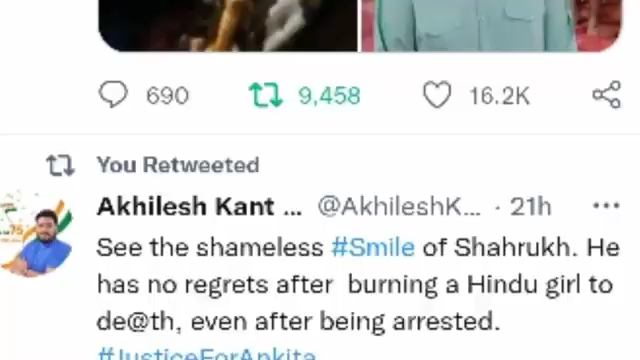 690 9,458 16.2K
You Retweeted
Akhilesh Kant ... @AkhileshK... · 21h
See the shameless #Smile of Shahrukh. He
has no regrets after burning a Hindu girl to
de@th, even after being arrested.
#JusticeForAnkita